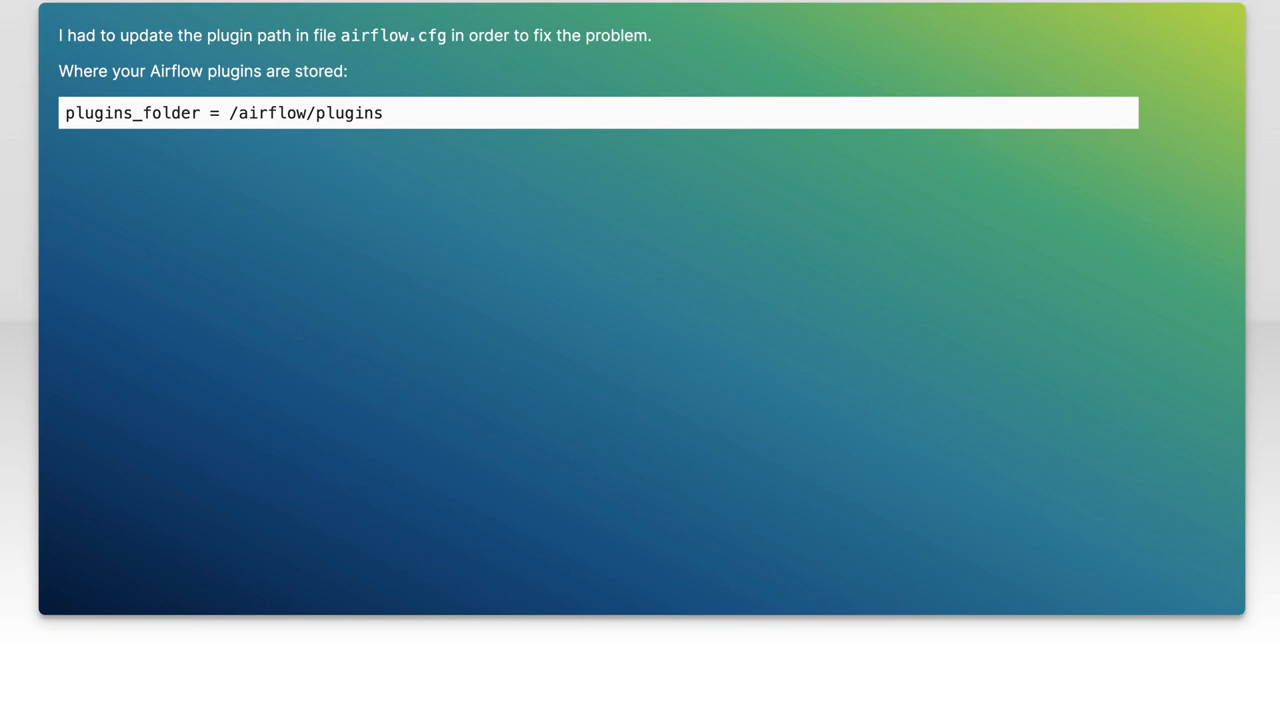 I had to update the plugin path in file airflow.cfg in order to fix the problem.
Where your Airflow plugins are stored:
plugins_folder = /airflow/plugins